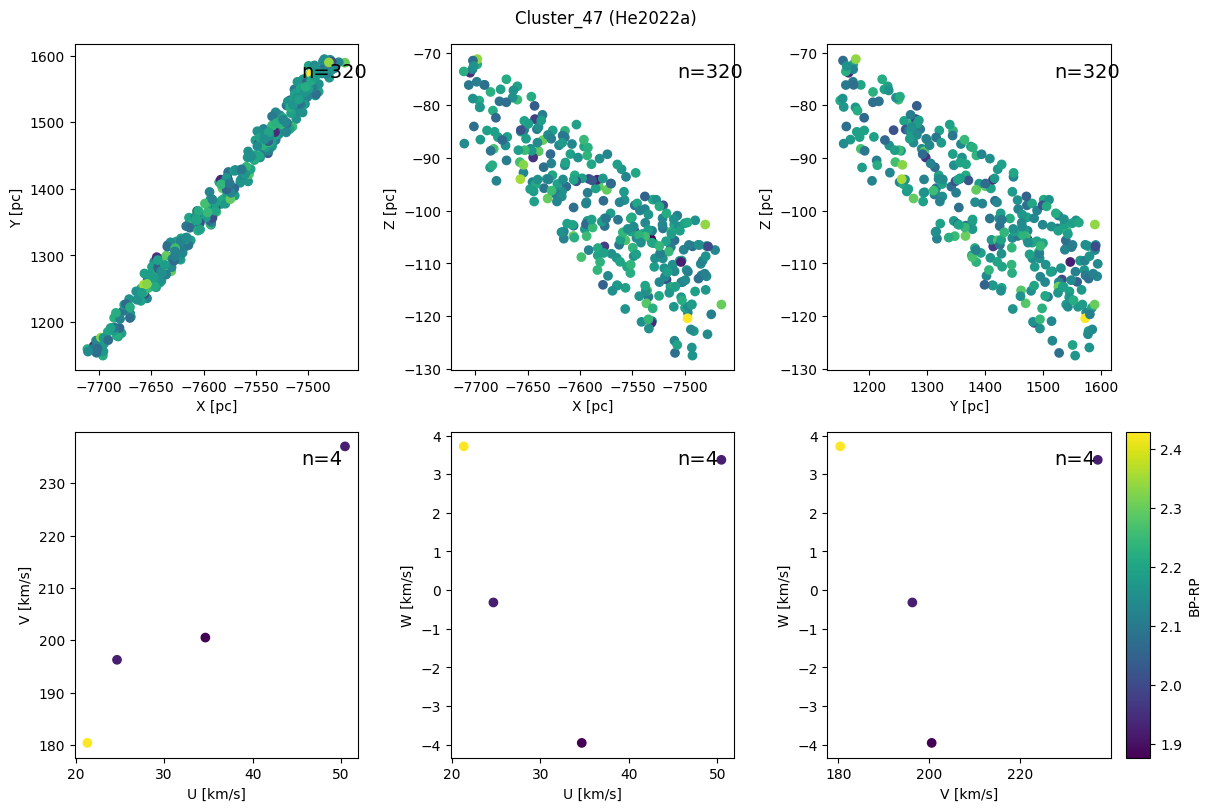 Cluster_47 (He2022a)
n=320
1600
1500
1400
1300
1200
Y [pc]
−7700 −7650 −7600 −7550 −7500
X [pc]
n=320
−70
−80
−90
−100
−110
−120
−130
Z [pc]
−7700 −7650 −7600 −7550 −7500
X [pc]
n=320
−70
−80
−90
−100
−110
−120
−130
Z [pc]
1200 1300 1400 1500 1600
Y [pc]
n=4
230
220
210
200
190
180
V [km/s]
20 30 40 50
U [km/s]
n=4
4
3
2
1
0
−1
−2
−3
−4
W [km/s]
20 30 40 50
U [km/s]
n=4
4
3
2
1
0
−1
−2
−3
−4
W [km/s]
180 200 220
V [km/s]
2.4
2.3
2.2
2.1
2.0
1.9
BP-RP